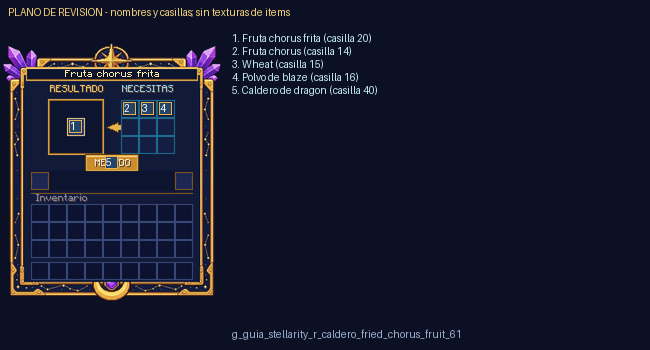 PLANO DE REVISION - nombres y casillas; sin texturas de items
1. Fruta chorus frita (casilla 20)
2. Fruta chorus (casilla 14)
3. Wheat (casilla 15)
4. Polvo de blaze (casilla 16)
5. Caldero de dragon (casilla 40)
Fruta chorus frita
RESULTADO NECESITAS
2 3 4
1
5
Inventario
g_guia_stellarity_r_caldero_fried_chorus_fruit_61